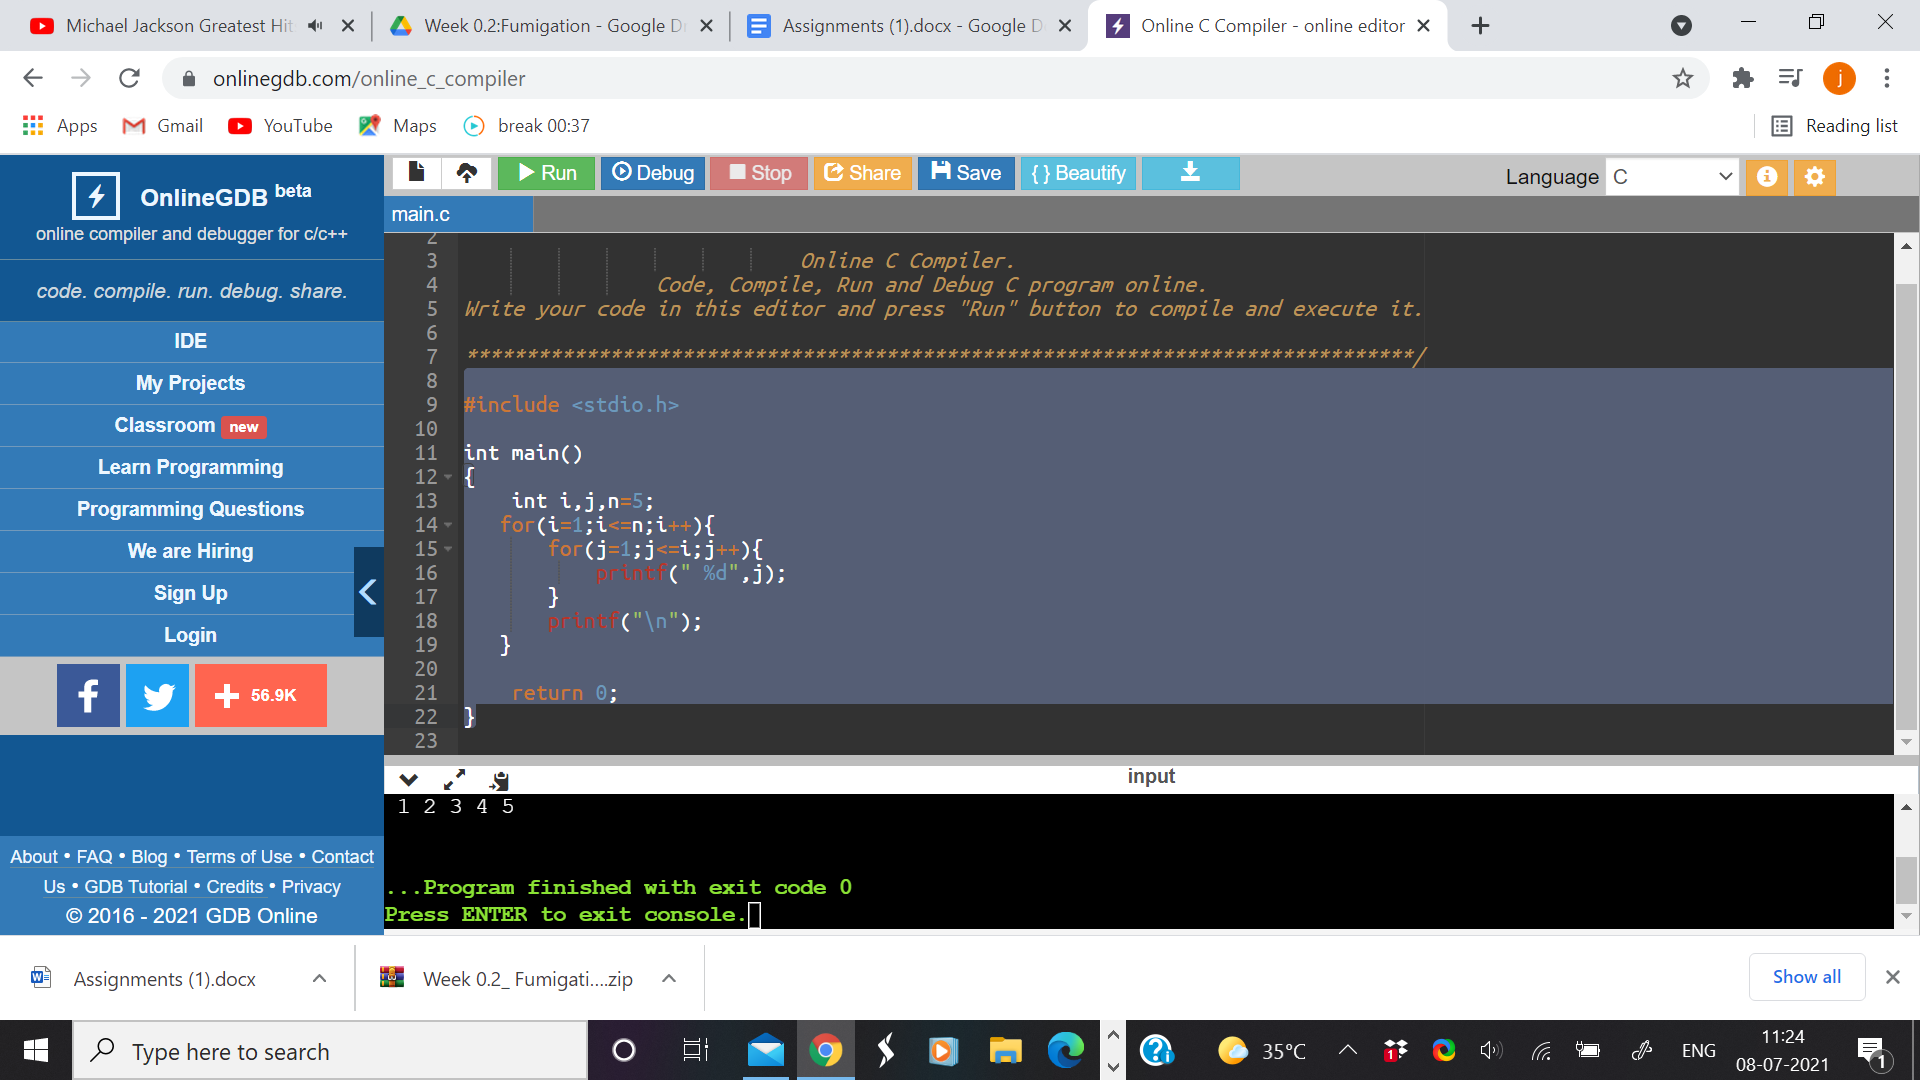 Michael Jackson Greatest Hit
Week 0.2:Fumigation - Google Dr
Assignments (1).docx - Google D
Online C Compiler - online editor
onlinegdb.com/online_c_compiler
j
Apps
Gmail
YouTube
Maps
break 00:37
Reading list
OnlineGDB beta
online compiler and debugger for c/c++
code. compile. run. debug. share.
IDE
My Projects
Classroom new
Learn Programming
Programming Questions
We are Hiring
Sign Up
Login
f
+ 56.9K
About • FAQ • Blog • Terms of Use • Contact
Us • GDB Tutorial • Credits • Privacy
© 2016 - 2021 GDB Online
Run
Debug
Stop
Share
Save
{ } Beautify
Language C
main.c
2
3 Online C Compiler.
4 Code, Compile, Run and Debug C program online.
5 Write your code in this editor and press "Run" button to compile and execute it.
6
7 *******************************************************************************/
8
9 #include <stdio.h>
10
11 int main()
12 {
13 int i,j,n=5;
14 for(i=1;i<=n;i++){
15 for(j=1;j<=i;j++){
16 printf(" %d",j);
17 }
18 printf("\n");
19 }
20
21 return 0;
22 }
23
input
1 2 3 4 5
...Program finished with exit code 0
Press ENTER to exit console.
Assignments (1).docx
Week 0.2_ Fumigati....zip
Show all
Type here to search
35°C
1
ENG
11:24
08-07-2021
1